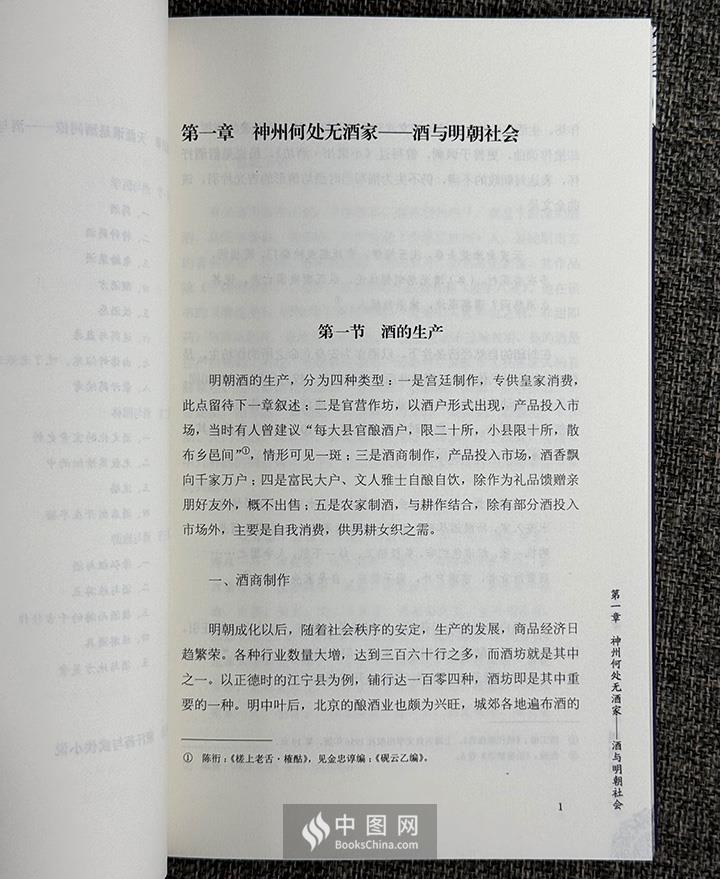 第一章 神州何处无酒家——酒与明朝社会
第一节 酒的生产
明朝酒的生产，分为四种类型：一是宫廷制作，专供皇家消费，
此点留待下一章叙述；二是官营作坊，以酒户形式出现，产品投入市
场，当时有人曾建议“每大县官酿酒户，限二十所，小县限十所，散
布乡邑间”①，情形可见一斑；三是酒商制作，产品投入市场，酒香飘
向千家万户；四是富民大户、文人雅士自酿自饮，除作为礼品馈赠亲
朋好友外，概不出售；五是农家制酒，与耕作结合，除有部分酒投入
市场外，主要是自我消费，供男耕女织之需。
一、酒商制作
明朝成化以后，随着社会秩序的安定，生产的发展，商品经济日
趋繁荣。各种行业数量大增，达到三百六十行之多，而酒坊就是其中
之一。以正德时的江宁县为例，铺行达一百零四种，酒坊即是其中重
要的一种。明中叶后，北京的酿酒业也颇为兴旺，城郊各地遍布酒的
① 陈衎：《槎上老舌·榷酤》，见金忠淳编：《砚云乙编》。
第一章 神州何处无酒家——酒与明朝社会
1
中图网
BooksChina.com